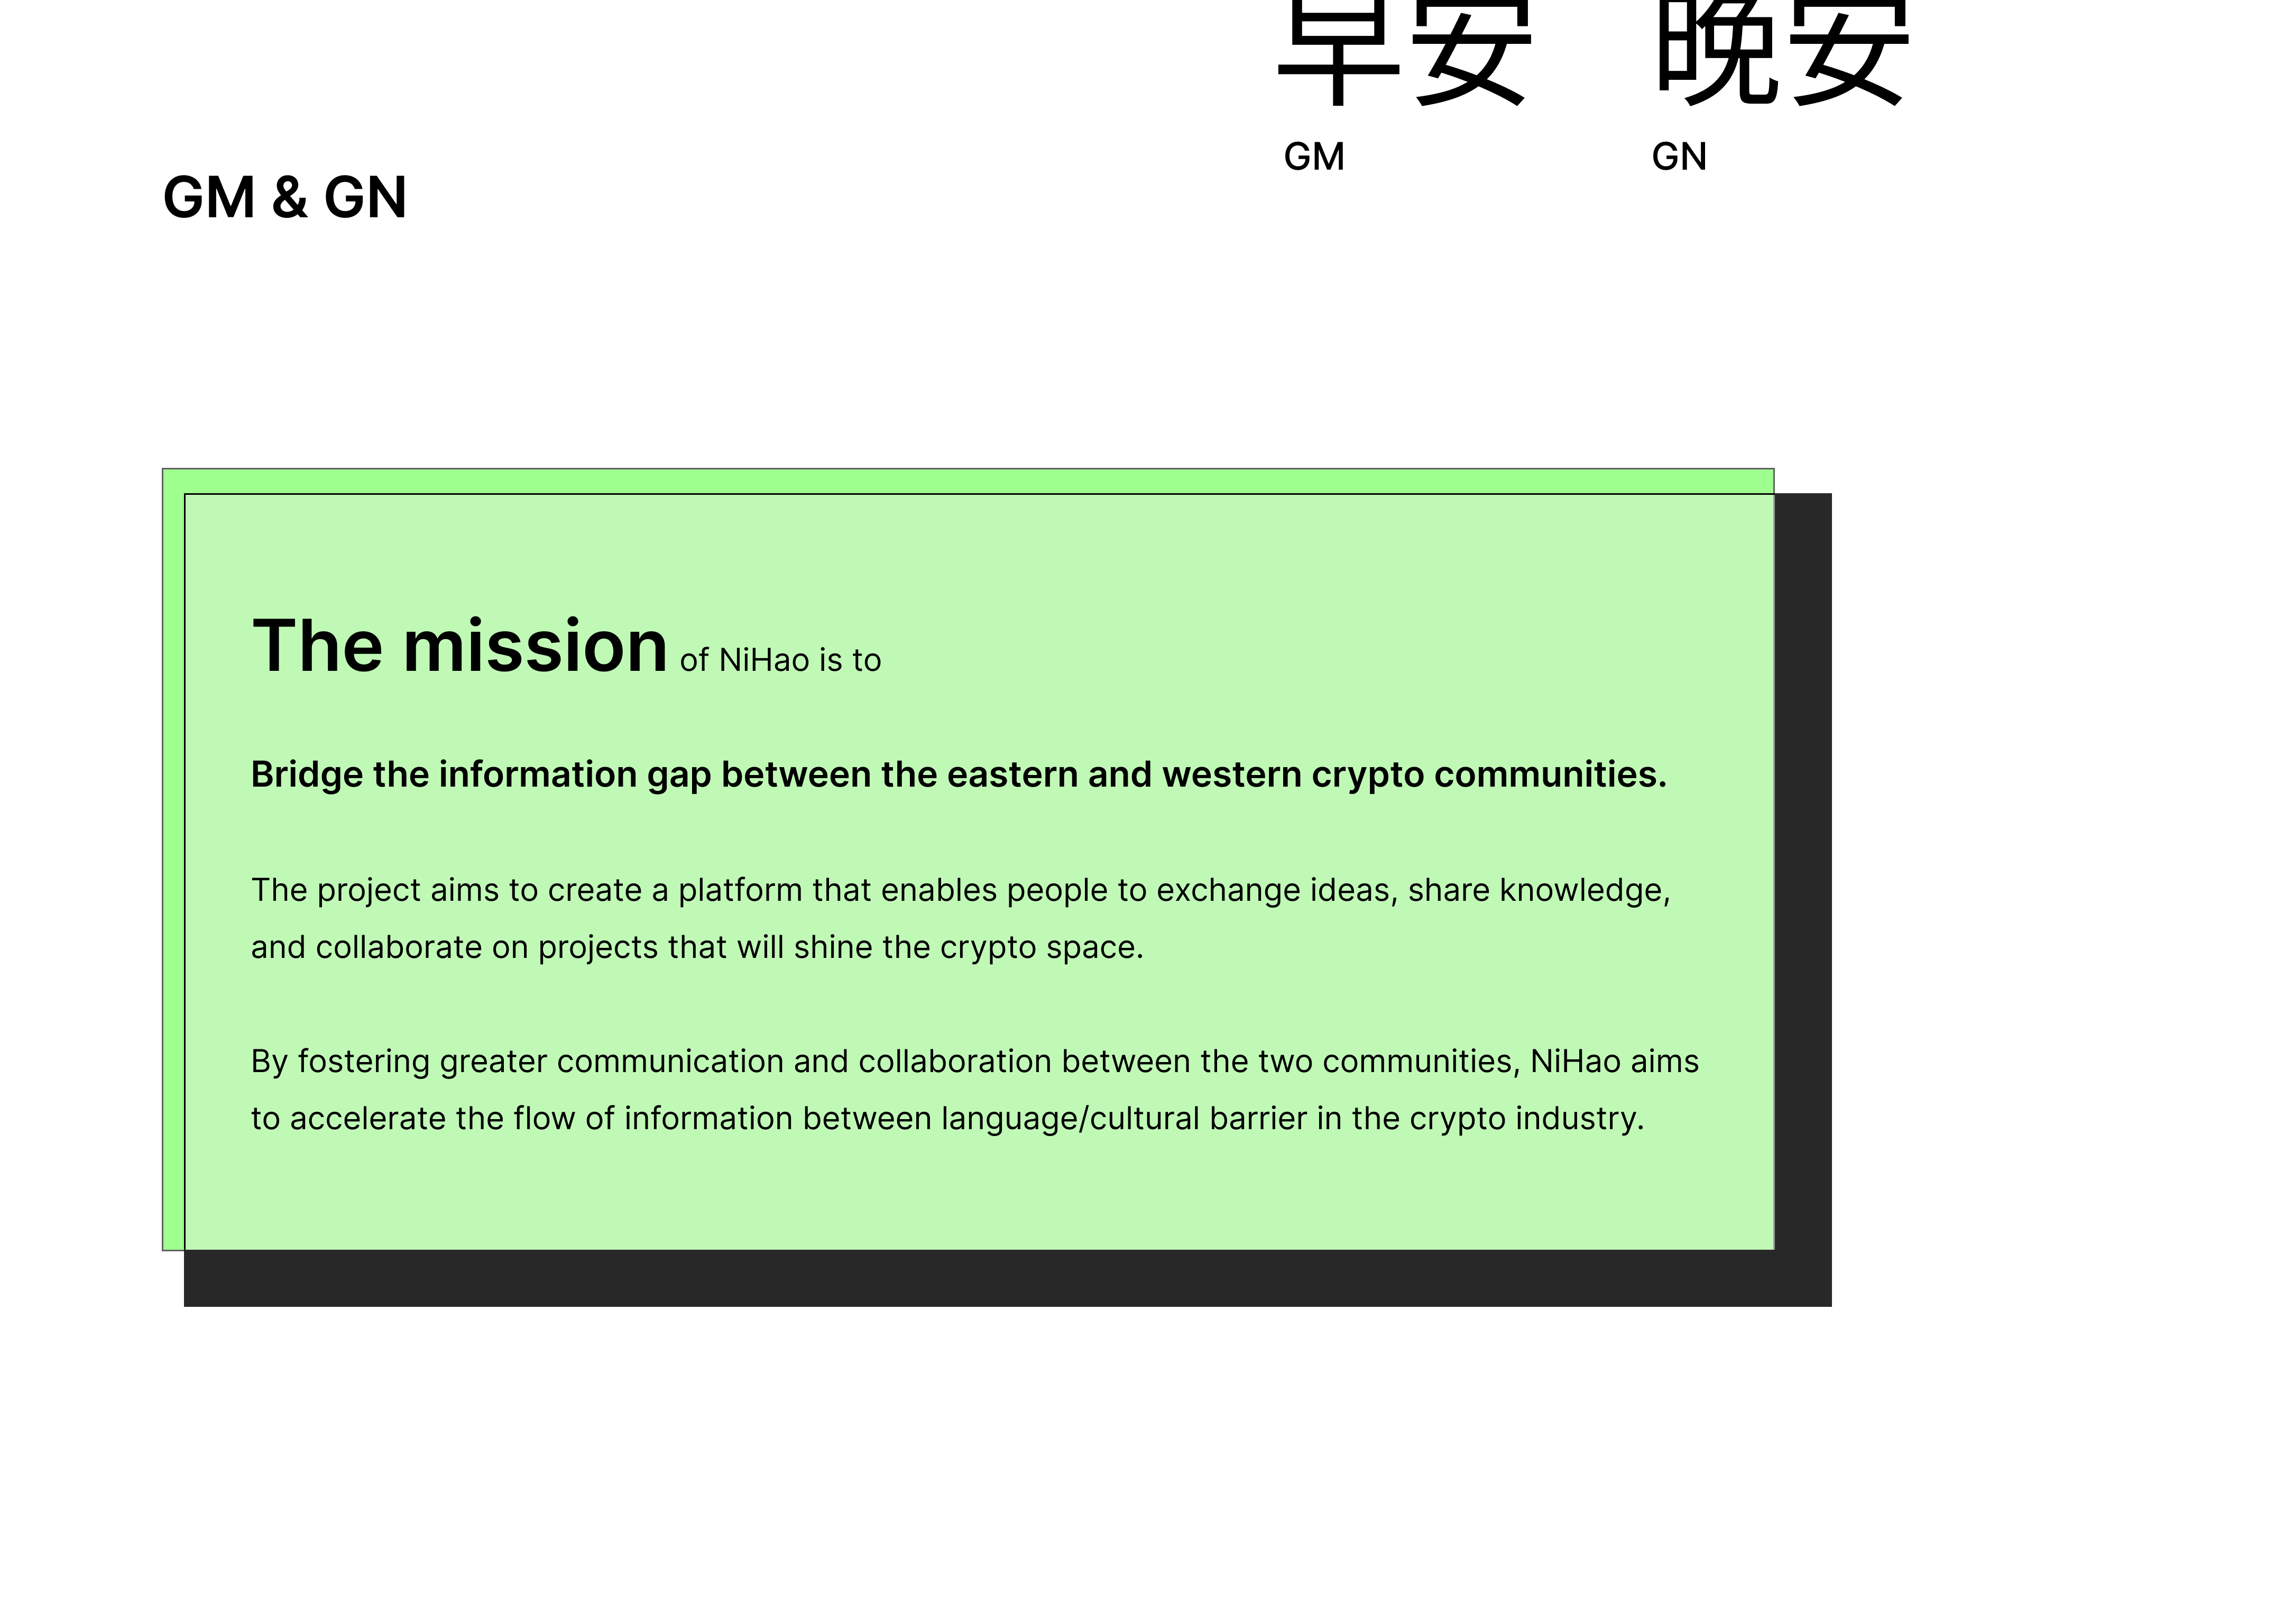 早安 晚安
GM GN
GM & GN
The mission of NiHao is to
Bridge the information gap between the eastern and western crypto communities.
The project aims to create a platform that enables people to exchange ideas, share knowledge,
and collaborate on projects that will shine the crypto space.
By fostering greater communication and collaboration between the two communities, NiHao aims
to accelerate the flow of information between language/cultural barrier in the crypto industry.